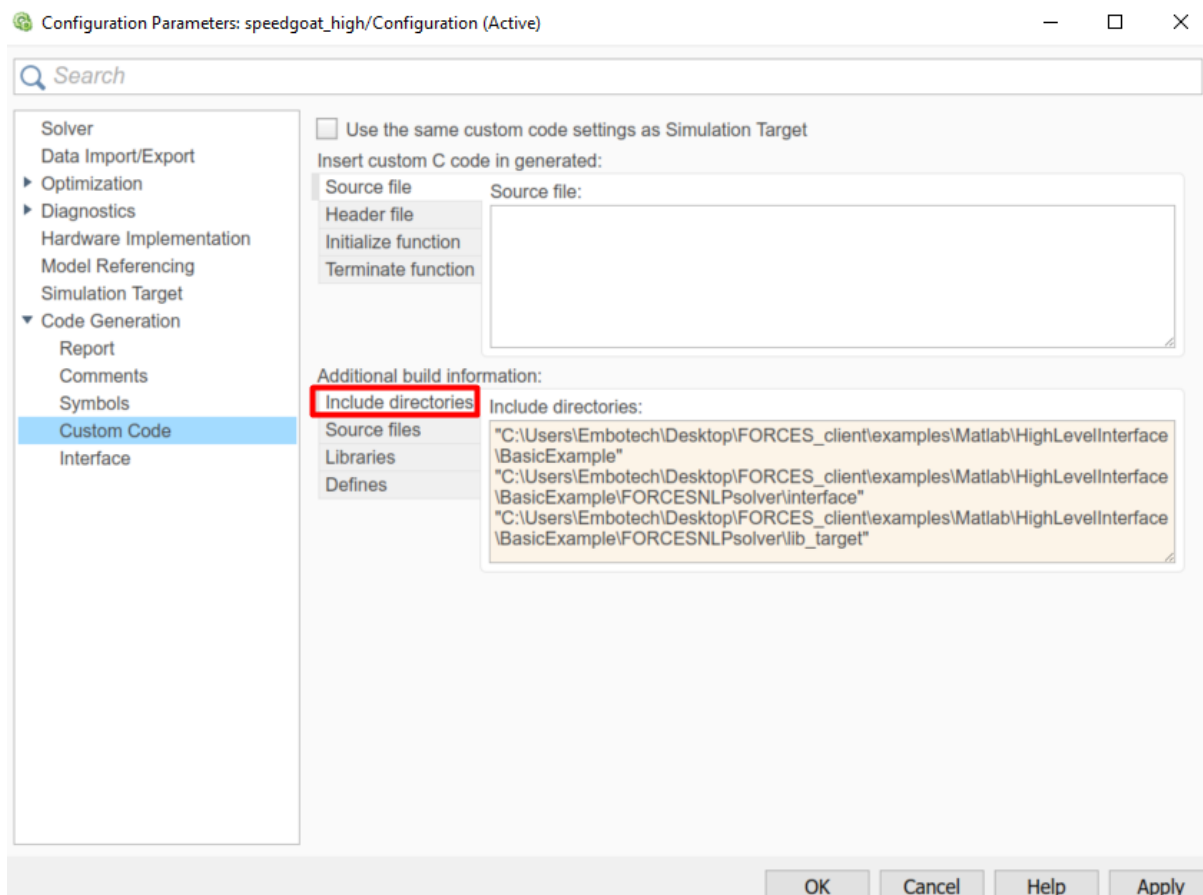 Configuration Parameters: speedgoat_high/Configuration (Active)
Search
Solver
Data Import/Export
Optimization
Diagnostics
Hardware Implementation
Model Referencing
Simulation Target
Code Generation
Report
Comments
Symbols
Custom Code
Interface
Use the same custom code settings as Simulation Target
Insert custom C code in generated:
Source file
Header file
Initialize function
Terminate function
Source file:
Additional build information:
Include directories
Source files
Libraries
Defines
Include directories:
"C:\Users\Embotech\Desktop\FORCES_client\examples\Matlab\HighLevelInterface
\BasicExample"
"C:\Users\Embotech\Desktop\FORCES_client\examples\Matlab\HighLevelInterface
\BasicExample\FORCESNLPsolver\interface"
"C:\Users\Embotech\Desktop\FORCES_client\examples\Matlab\HighLevelInterface
\BasicExample\FORCESNLPsolver\lib_target"
OK
Cancel
Help
Apply